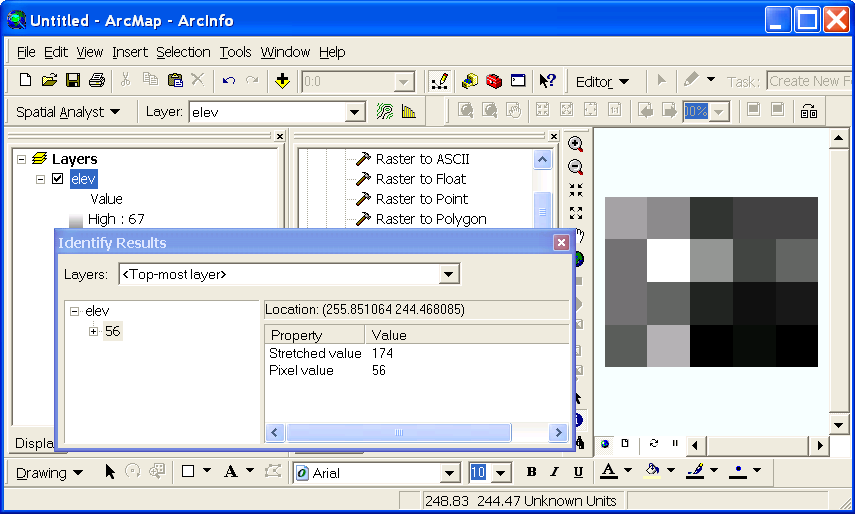 Untitled - ArcMap - ArcInfo
File Edit View Insert Selection Tools Window Help
0:0 Editor Task: Create New F
Spatial Analyst Layer: elev 00%
Layers
elev
Value
High : 67
Raster to ASCII
Raster to Float
Raster to Point
Raster to Polygon
Identify Results
Layers: <Top-most layer>
elev
56
Location: (255.851064 244.468085)
Property Value
Stretched value 174
Pixel value 56
Displa
Drawing A Arial 10 B I U A
248.83 244.47 Unknown Units